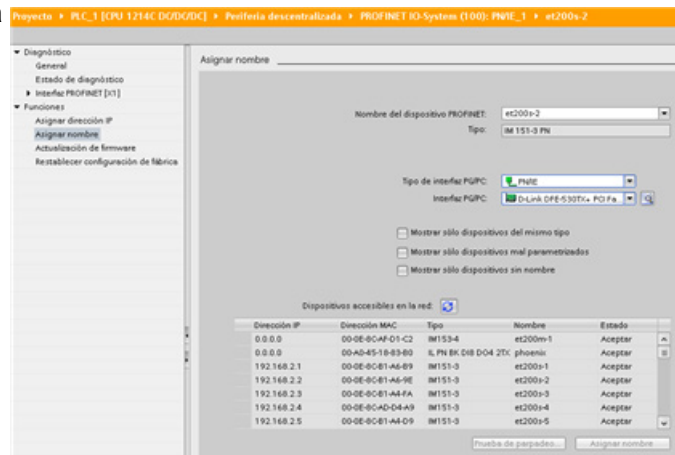 Proyecto ▸ PLC_1 [CPU 1214C DC/DC/DC] ▸ Periferia descentralizada ▸ PROFINET IO-System (100): PN/IE_1 ▸ et200s-2
Diagnóstico
General
Estado de diagnóstico
Interfaz PROFINET [X1]
Funciones
Asignar dirección IP
Asignar nombre
Actualización de firmware
Restablecer configuración de fábrica
Asignar nombre
Nombre del dispositivo PROFINET: et200s-2
Tipo: IM 151-3 PN
Tipo de interfaz PG/PC: PN/IE
Interfaz PG/PC: D-Link DFE-530TX+ PCI Fa...
Mostrar sólo dispositivos del mismo tipo
Mostrar sólo dispositivos mal parametrizados
Mostrar sólo dispositivos sin nombre
Dispositivos accesibles en la red:
Dirección IP Dirección MAC Tipo Nombre Estado
0.0.0.0 00-0E-8C-AF-D1-C2 IM153-4 et200m-1 Aceptar
0.0.0.0 00-A0-45-18-83-B0 IL PN BK DI8 DO4 2TX phoenix Aceptar
192.168.2.1 00-0E-8C-B1-A6-B9 IM151-3 et200s-1 Aceptar
192.168.2.2 00-0E-8C-B1-A6-9E IM151-3 et200s-2 Aceptar
192.168.2.3 00-0E-8C-B1-A4-FA IM151-3 et200s-3 Aceptar
192.168.2.4 00-0E-8C-AD-D4-A9 IM151-3 et200s-4 Aceptar
192.168.2.5 00-0E-8C-B1-A4-D9 IM151-3 et200s-5 Aceptar
Prueba de parpadeo... Asignar nombre